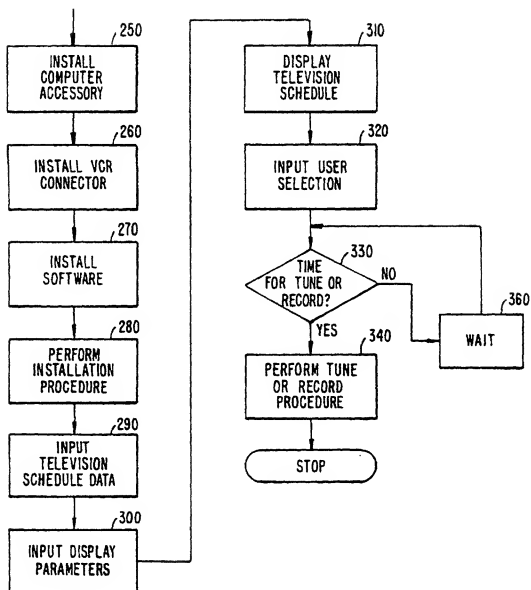 250
INSTALL
COMPUTER
ACCESSORY
260
INSTALL VCR
CONNECTOR
270
INSTALL
SOFTWARE
280
PERFORM
INSTALLATION
PROCEDURE
290
INPUT
TELEVISION
SCHEDULE DATA
300
INPUT DISPLAY
PARAMETERS
310
DISPLAY
TELEVISION
SCHEDULE
320
INPUT USER
SELECTION
330
TIME
FOR TUNE OR
RECORD?
NO
360
WAIT
YES
340
PERFORM TUNE
OR RECORD
PROCEDURE
STOP